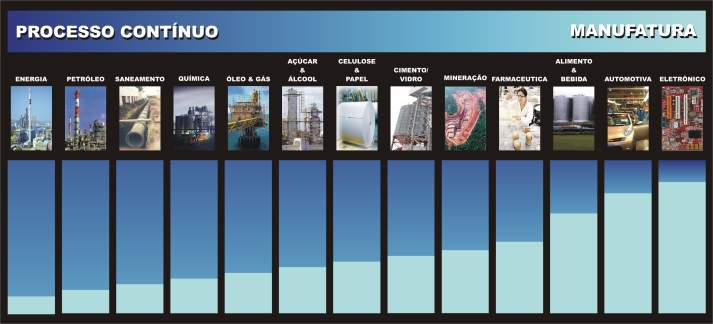 PROCESSO CONTÍNUO
MANUFATURA
ENERGIA
PETRÓLEO
SANEAMENTO
QUÍMICA
ÓLEO & GÁS
AÇÚCAR
&
ÁLCOOL
CELULOSE
&
PAPEL
CIMENTO/
VIDRO
MINERAÇÃO
FARMACEUTICA
ALIMENTO
&
BEBIDA
AUTOMOTIVA
ELETRÔNICO